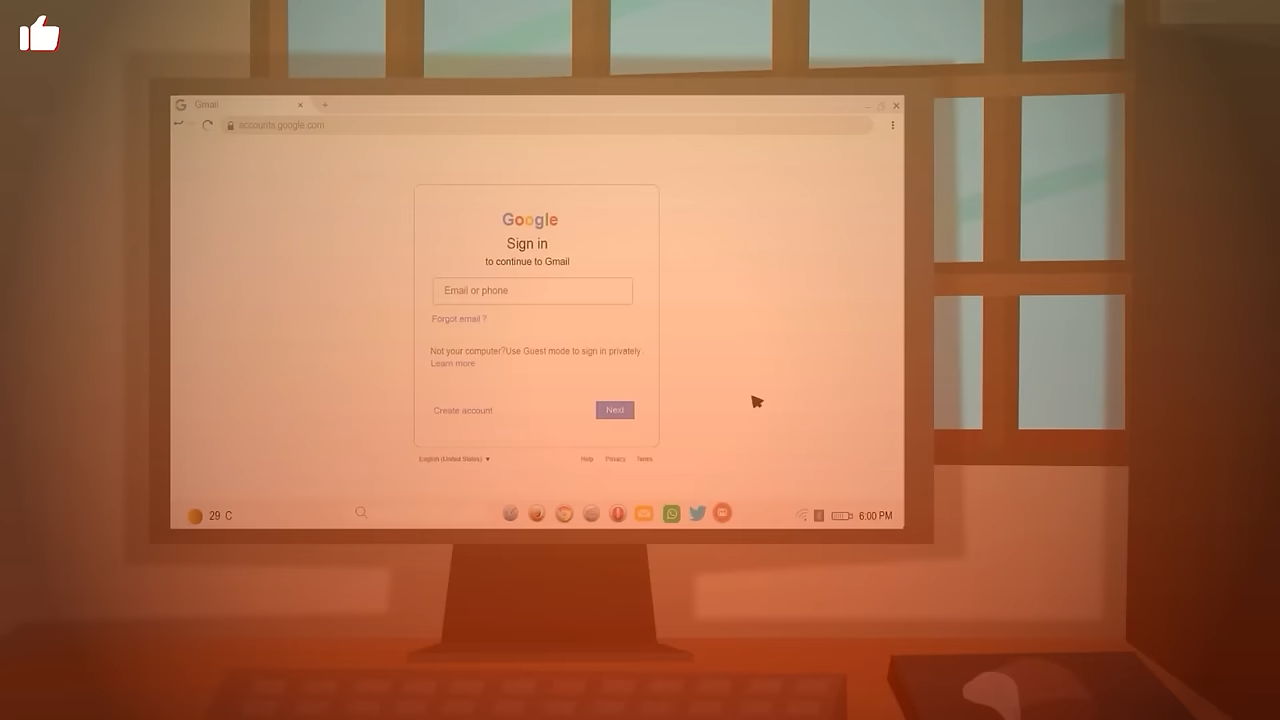 Gmail
accounts.google.com
Google
Sign in
to continue to Gmail
Email or phone
Forgot email ?
Not your computer?Use Guest mode to sign in privately
Learn more
Create account
Next
English (United States)
Help
Privacy
Terms
29 C
6:00 PM